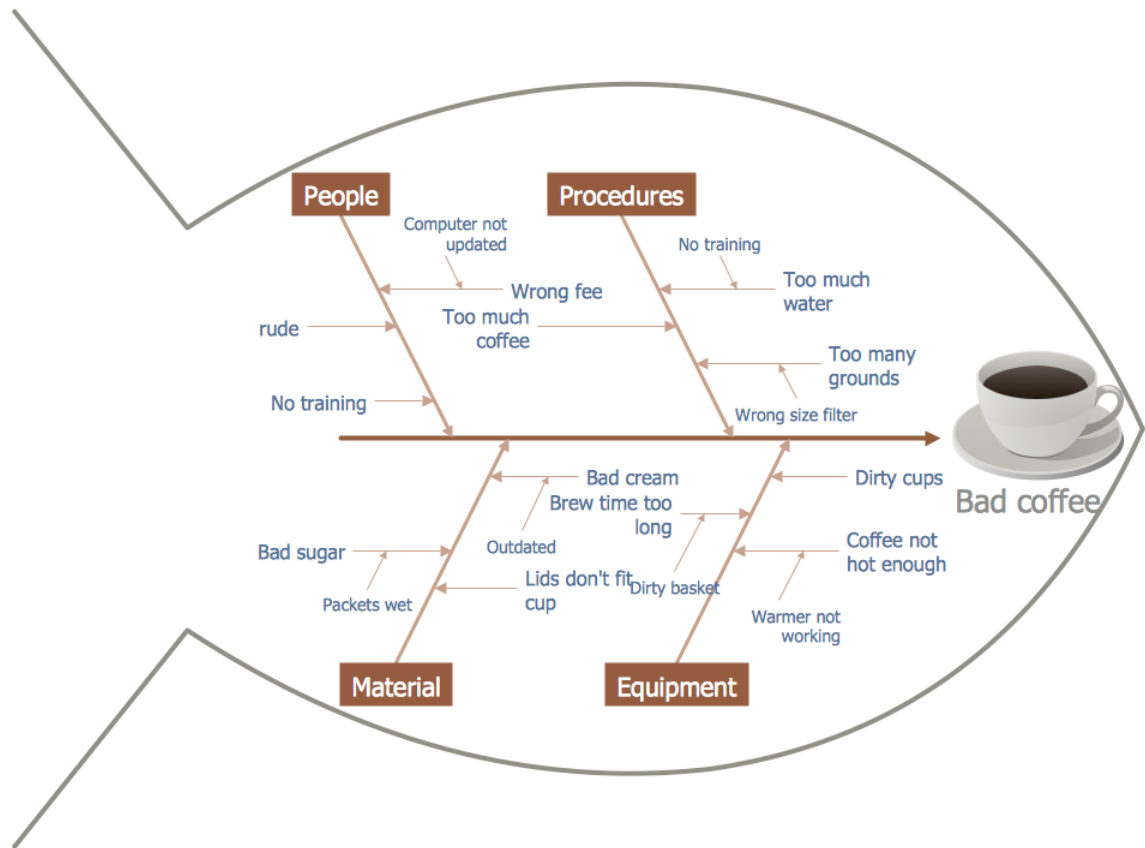 People
Procedures
Computer not
updated
No training
Wrong fee
Too much
water
Too much
coffee
rude
Too many
grounds
No training
Wrong size filter
Bad cream
Dirty cups
Bad coffee
Brew time too
long
Outdated
Bad sugar
Coffee not
hot enough
Lids don't fit
cup
Dirty basket
Packets wet
Warmer not
working
Material
Equipment